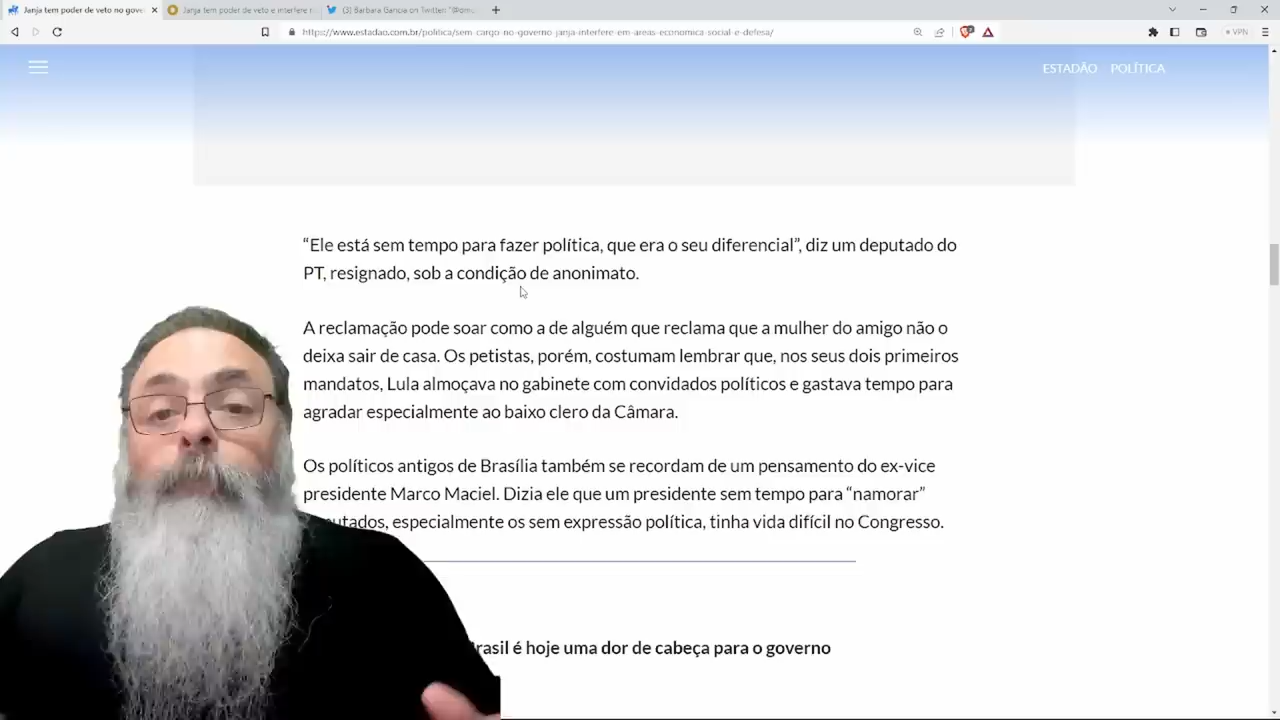 Janja tem poder de veto no gove
Janja tem poder de veto e interfere
(3) Barbara Gancia on Twitter
https://www.estadao.com.br/politica/sem-cargo-no-governo-janja-interfere-em-areas-economica-social-e-defesa/
VPN
ESTADÃO POLÍTICA
“Ele está sem tempo para fazer política, que era o seu diferencial”, diz um deputado do
PT, resignado, sob a condição de anonimato.
A reclamação pode soar como a de alguém que reclama que a mulher do amigo não o
deixa sair de casa. Os petistas, porém, costumam lembrar que, nos seus dois primeiros
mandatos, Lula almoçava no gabinete com convidados políticos e gastava tempo para
agradar especialmente ao baixo clero da Câmara.
Os políticos antigos de Brasília também se recordam de um pensamento do ex-vice
presidente Marco Maciel. Dizia ele que um presidente sem tempo para “namorar”
putados, especialmente os sem expressão política, tinha vida difícil no Congresso.
rasil é hoje uma dor de cabeça para o governo